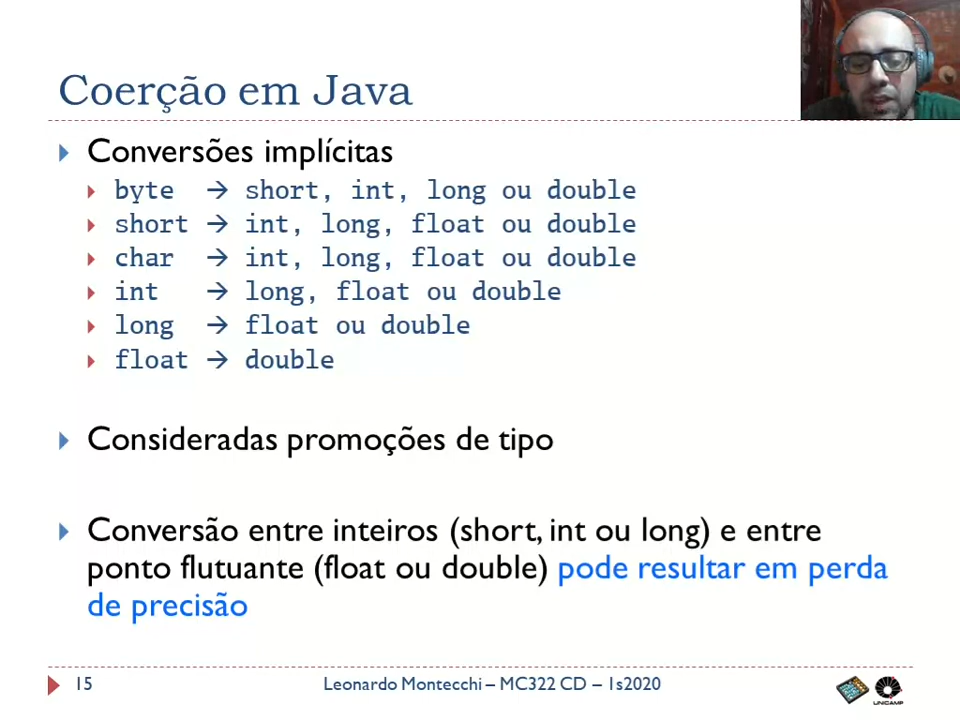 Coerção em Java
Conversões implícitas
byte → short, int, long ou double
short → int, long, float ou double
char → int, long, float ou double
int → long, float ou double
long → float ou double
float → double
Consideradas promoções de tipo
Conversão entre inteiros (short, int ou long) e entre
ponto flutuante (float ou double) pode resultar em perda
de precisão
15 Leonardo Montecchi – MC322 CD – 1s2020
UNICAMP